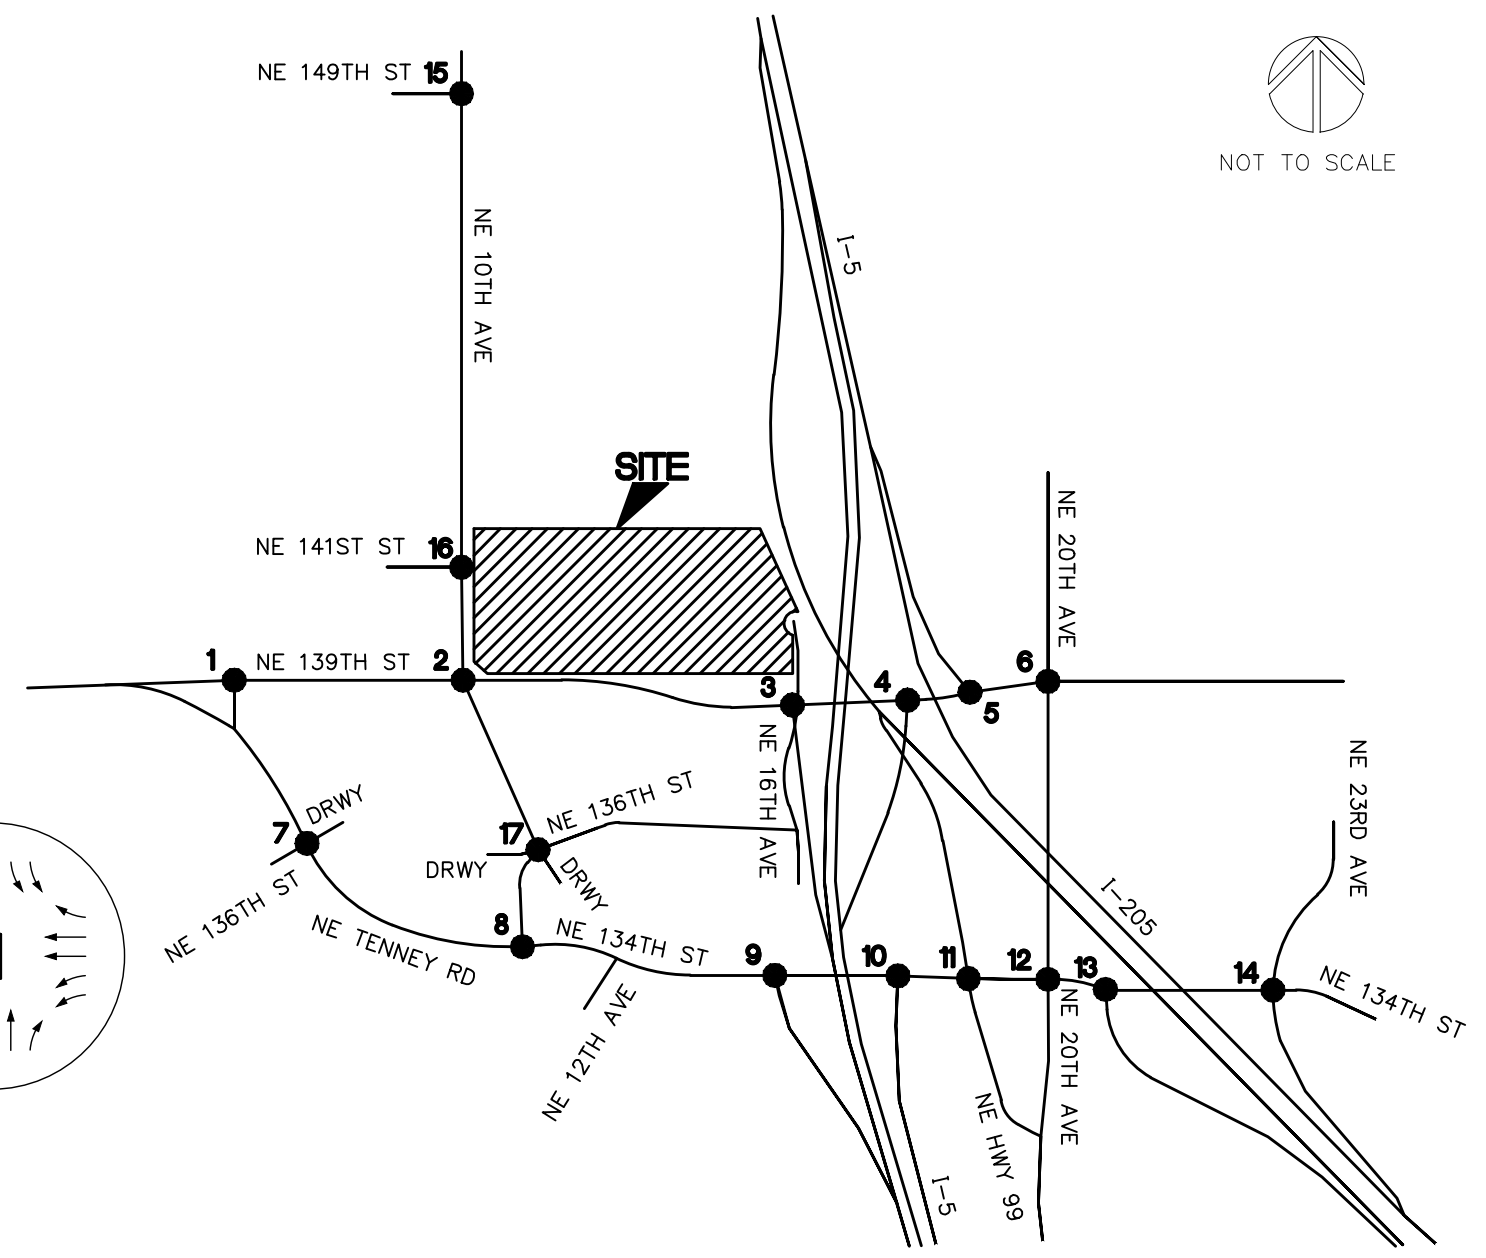 NE 149TH ST
15
NOT TO SCALE
NE 10TH AVE
I-5
SITE
NE 141ST ST
16
NE 20TH AVE
1
NE 139TH ST
2
3
4
5
6
NE 16TH AVE
NE 23RD AVE
DRWY
7
NE 136TH ST
17
NE 136TH ST
DRWY
DRWY
I-205
NE TENNEY RD
8
NE 134TH ST
9
10
11
12
13
14
NE 134TH ST
NE 12TH AVE
NE 20TH AVE
NE HWY 99
I-5